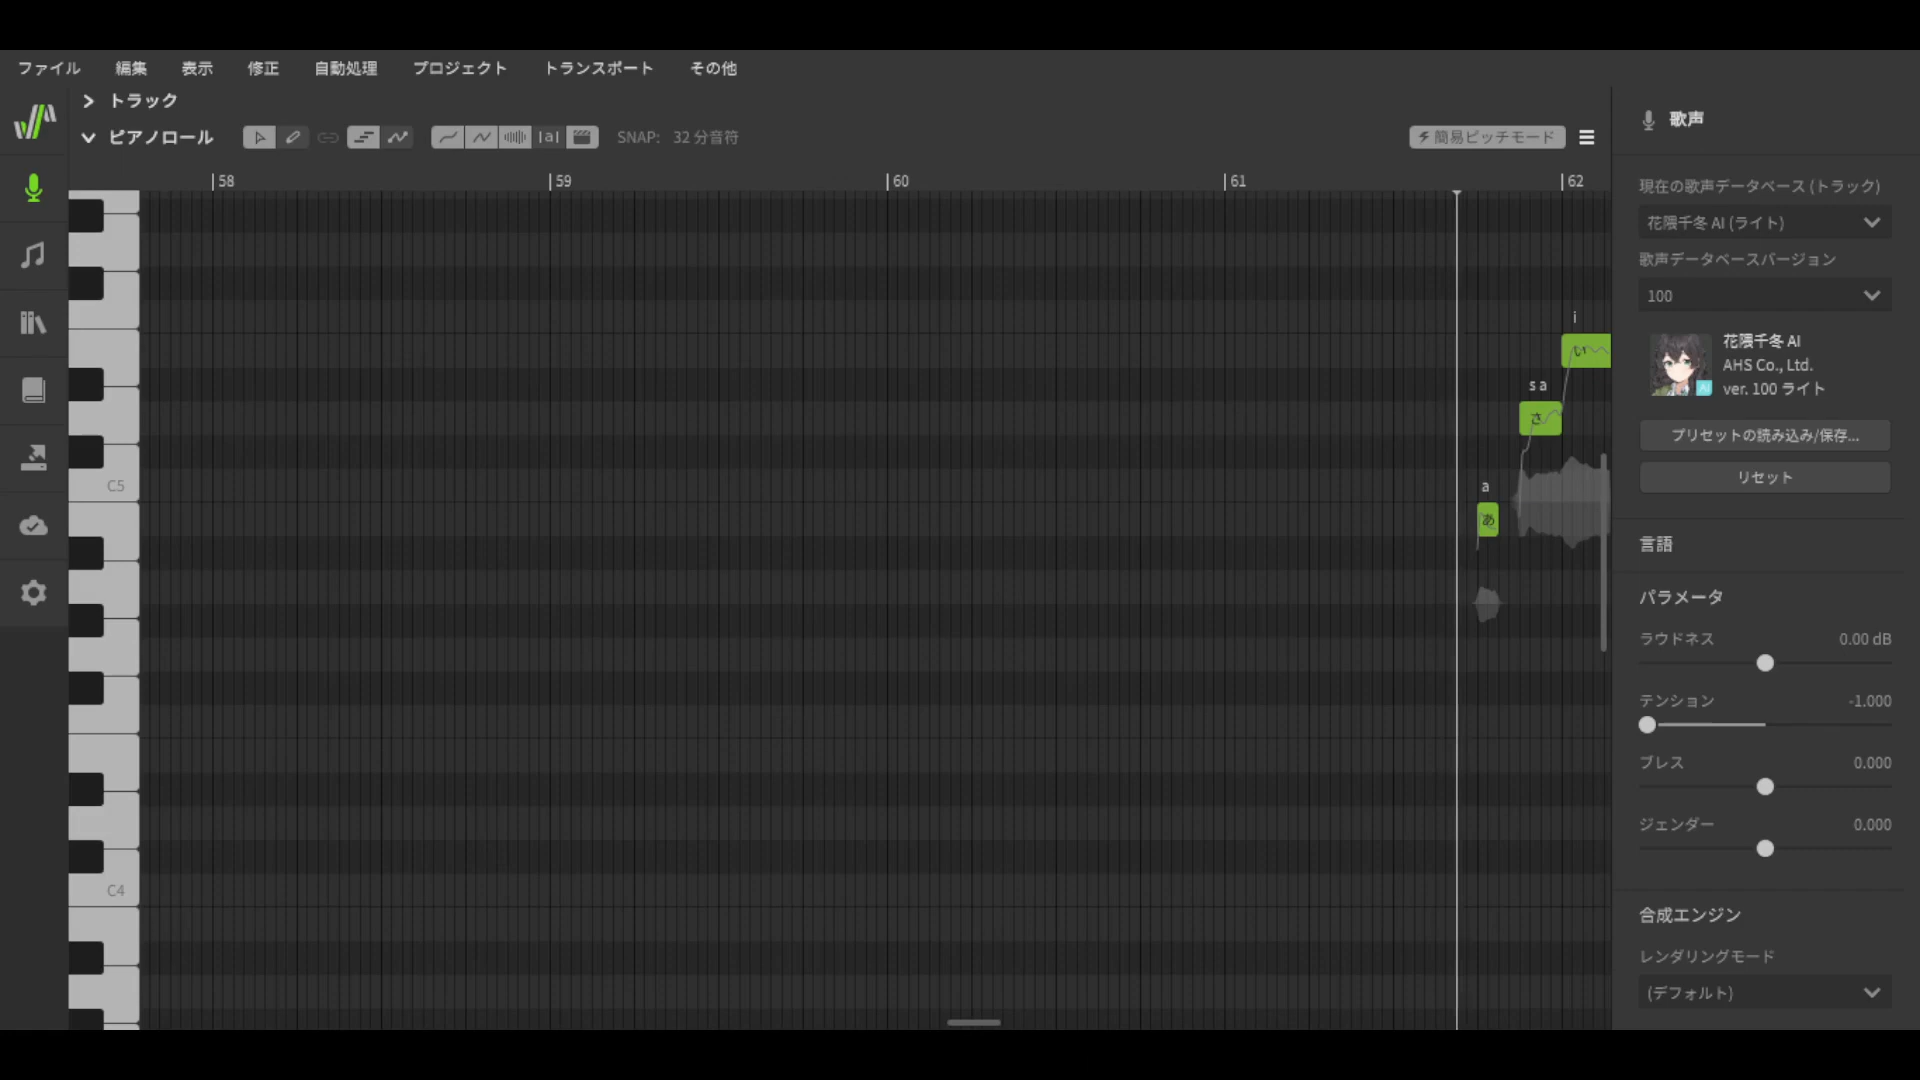 ファイル 編集 表示 修正 自動処理 プロジェクト トランスポート その他
トラック
ピアノロール
SNAP: 32 分音符
簡易ピッチモード
58 59 60 61 62
i
い
s a
さ
a
あ
C5
C4
歌声
現在の歌声データベース (トラック)
花隈千冬 AI (ライト)
歌声データベースバージョン
100
花隈千冬 AI
AHS Co., Ltd.
ver. 100 ライト
AI
プリセットの読み込み/保存...
リセット
言語
パラメータ
ラウドネス 0.00 dB
テンション -1.000
ブレス 0.000
ジェンダー 0.000
合成エンジン
レンダリングモード
(デフォルト)